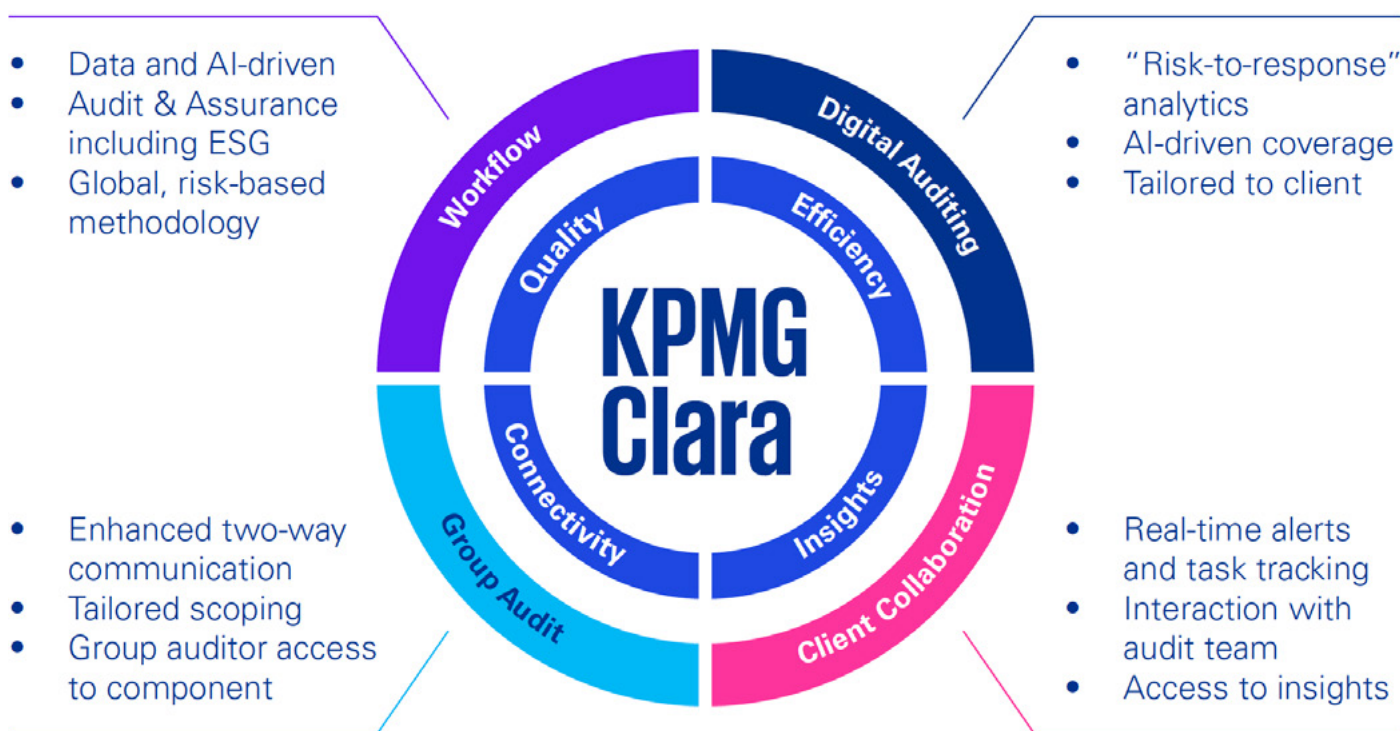 • Data and AI-driven
• Audit & Assurance
including ESG
• Global, risk-based
methodology
Workflow
Quality
Digital Auditing
Efficiency
• “Risk-to-response”
analytics
• AI-driven coverage
• Tailored to client
KPMG
Clara
• Enhanced two-way
communication
• Tailored scoping
• Group auditor access
to component
Group Audit
Connectivity
Client Collaboration
Insights
• Real-time alerts
and task tracking
• Interaction with
audit team
• Access to insights